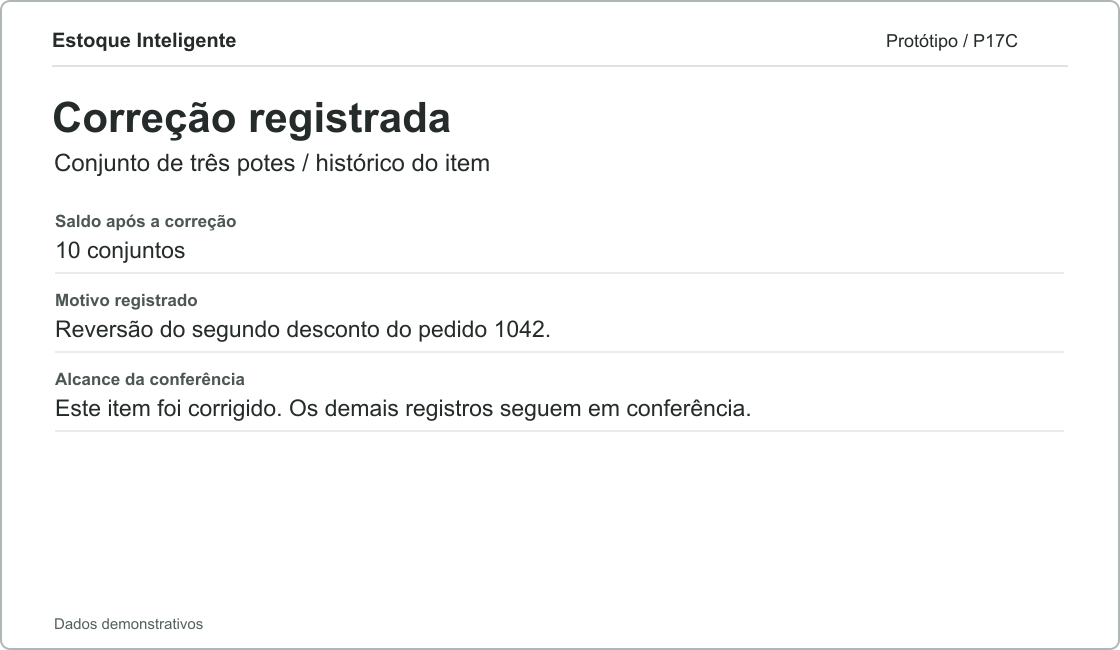 Estoque Inteligente
Protótipo / P17C
Correção registrada
Conjunto de três potes / histórico do item
Saldo após a correção
10 conjuntos
Motivo registrado
Reversão do segundo desconto do pedido 1042.
Alcance da conferência
Este item foi corrigido. Os demais registros seguem em conferência.
Dados demonstrativos